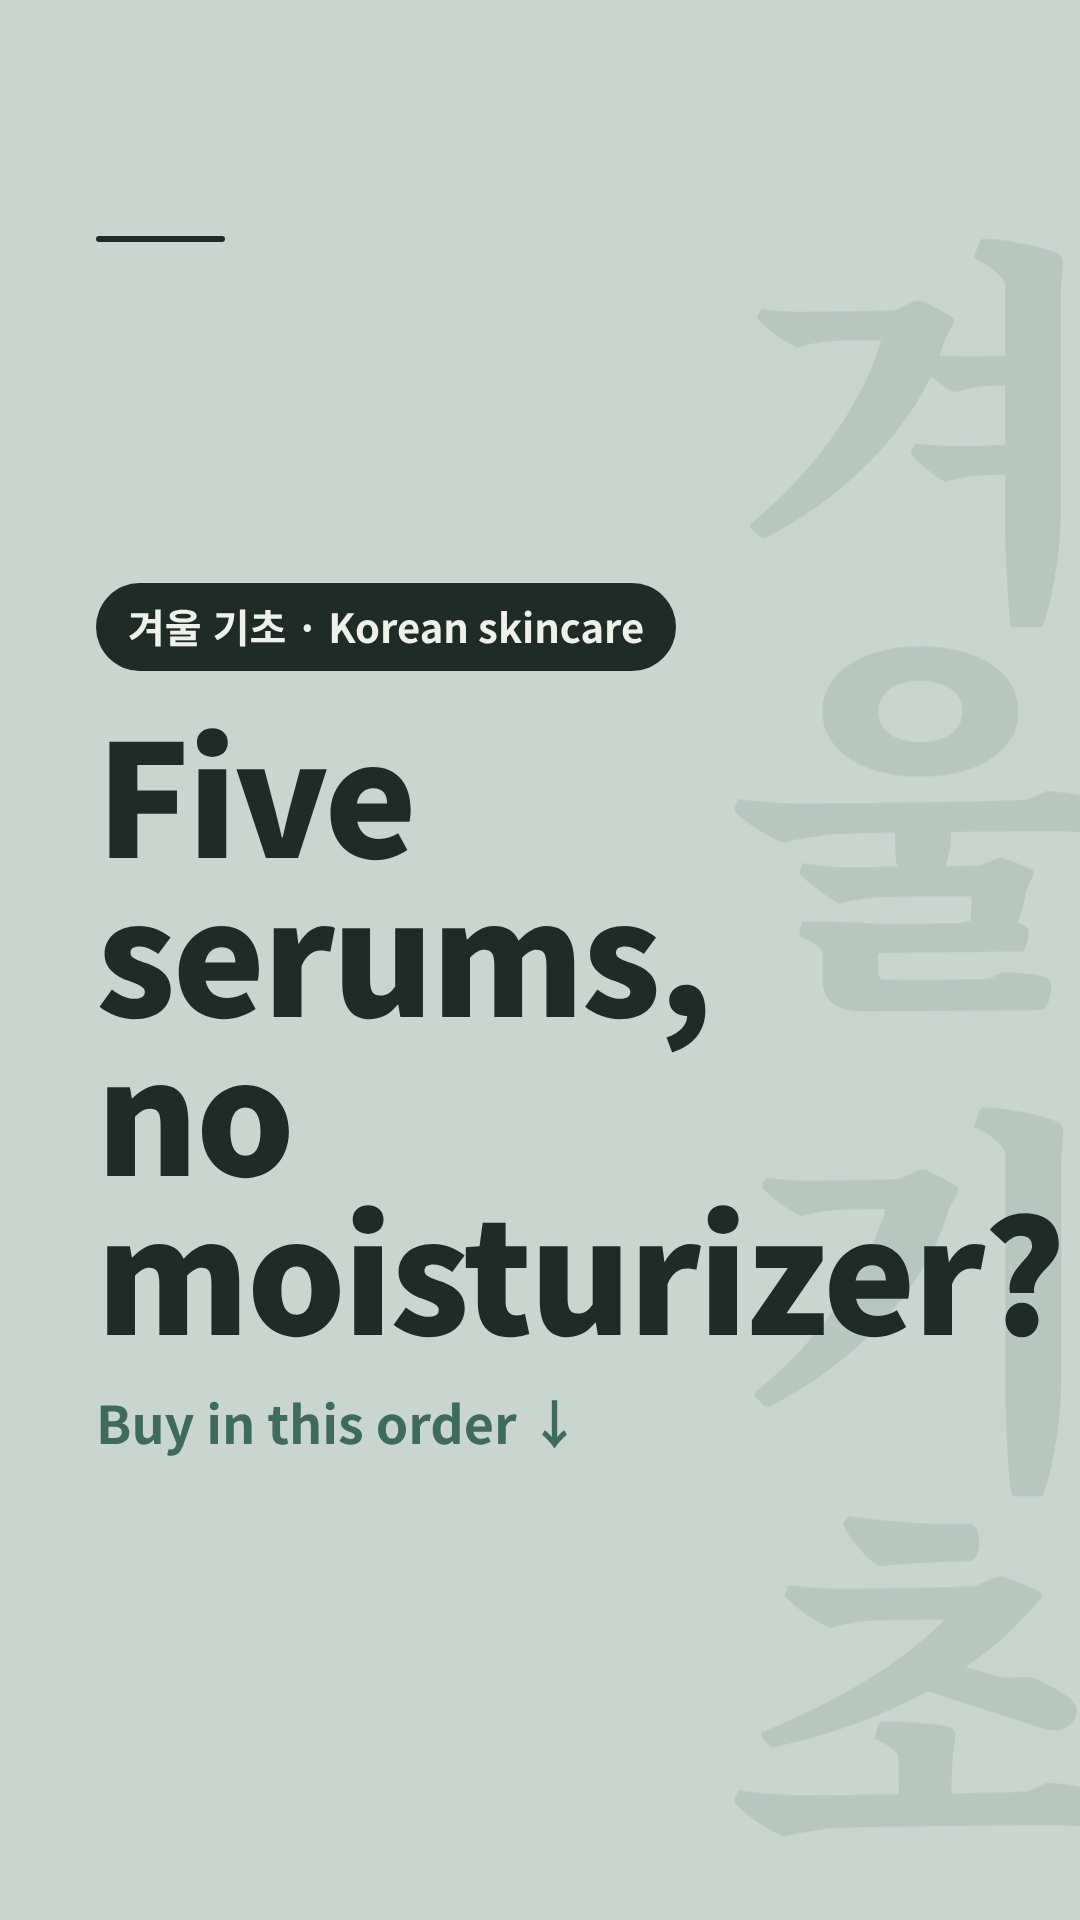 겨울 기초 · Korean skincare
Five
serums,
no
moisturizer?
Buy in this order ↓
겨
울
기
초